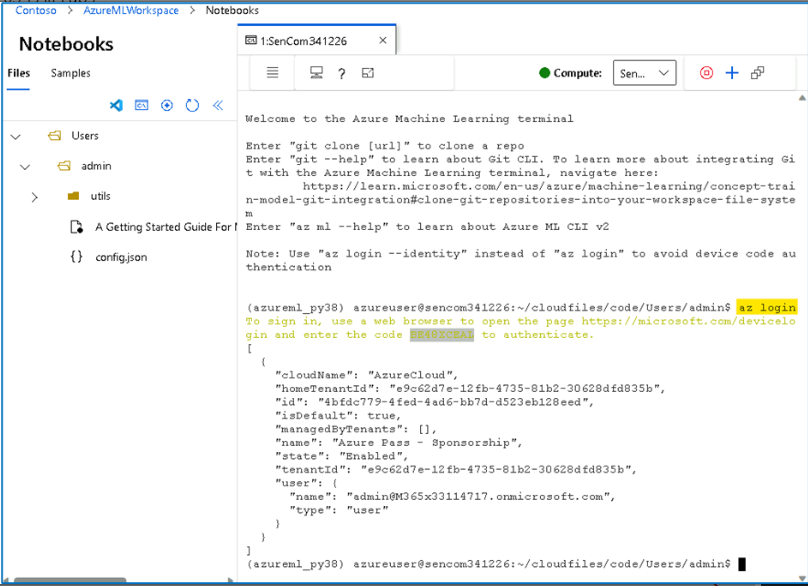 Contoso > AzureMLWorkspace > Notebooks
Notebooks
Files Samples
Users
admin
utils
A Getting Started Guide For
config.json
1:SenCom341226
Compute: Sen...
Welcome to the Azure Machine Learning terminal
Enter "git clone [url]" to clone a repo
Enter "git --help" to learn about Git CLI. To learn more about integrating Gi
t with the Azure Machine Learning terminal, navigate here:
https://learn.microsoft.com/en-us/azure/machine-learning/concept-trai
n-model-git-integration#clone-git-repositories-into-your-workspace-file-syste
m
Enter "az ml --help" to learn about Azure ML CLI v2
Note: Use "az login --identity" instead of "az login" to avoid device code au
thentication
(azureml_py38) azureuser@sencom341226:~/cloudfiles/code/Users/admin$ az login
To sign in, use a web browser to open the page https://microsoft.com/devicelo
gin and enter the code to authenticate.
[
{
"cloudName": "AzureCloud",
"homeTenantId": "e9c62d7e-12fb-4735-81b2-30628dfd835b",
"id": "4bfdc779-4fed-4ad6-bb7d-d523eb128eed",
"isDefault": true,
"managedByTenants": [],
"name": "Azure Pass - Sponsorship",
"state": "Enabled",
"tenantId": "e9c62d7e-12fb-4735-81b2-30628dfd835b",
"user": {
"name": "admin@M365x33114717.onmicrosoft.com",
"type": "user"
}
}
]
(azureml_py38) azureuser@sencom341226:~/cloudfiles/code/Users/admin$